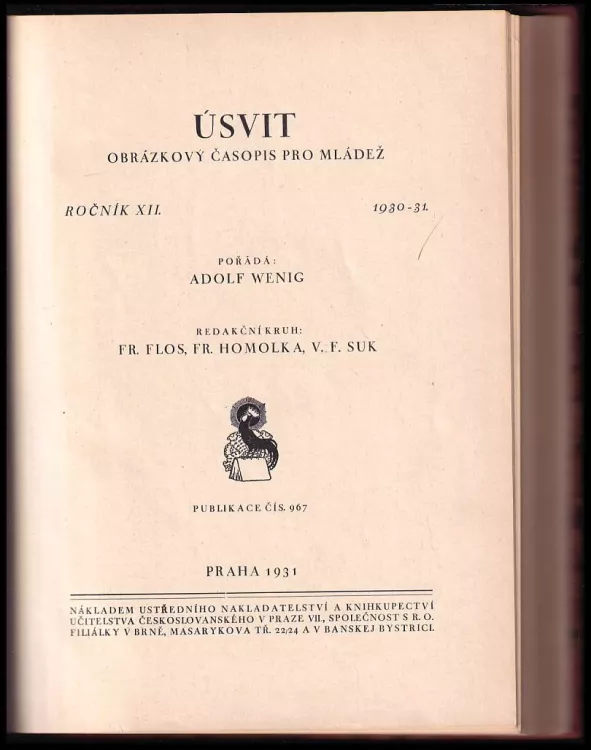 ÚSVIT
OBRÁZKOVÝ ČASOPIS PRO MLÁDEŽ
ROČNÍK XII. 1930-31.
POŘÁDÁ:
ADOLF WENIG
REDAKČNÍ KRUH:
FR. FLOS, FR. HOMOLKA, V. F. SUK
PUBLIKACE ČÍS. 967
PRAHA 1931
NÁKLADEM USTŘEDNÍHO NAKLADATELSTVÍ A KNIHKUPECTVÍ
UČITELSTVA ČESKOSLOVANSKÉHO V PRAZE VII., SPOLEČNOST S R. O.
FILIÁLKY V BRNĚ, MASARYKOVA TŘ. 22/24 A V BANSKEJ BYSTRICI.